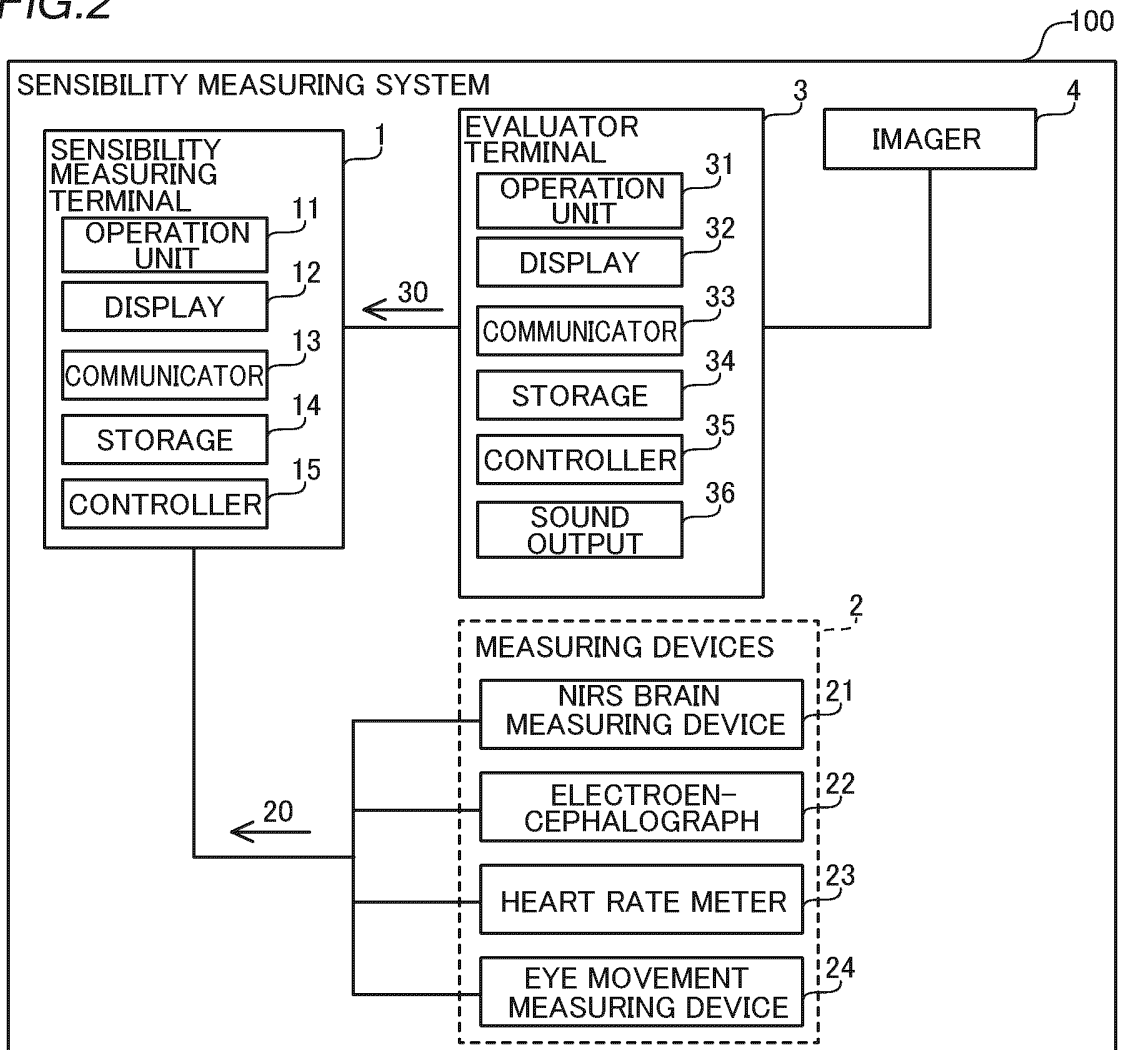 FIG.2
100
SENSIBILITY MEASURING SYSTEM
1
SENSIBILITY
MEASURING
TERMINAL
11
OPERATION
UNIT
12
DISPLAY
13
COMMUNICATOR
14
STORAGE
15
CONTROLLER
30
3
EVALUATOR
TERMINAL
31
OPERATION
UNIT
32
DISPLAY
33
COMMUNICATOR
34
STORAGE
35
CONTROLLER
36
SOUND
OUTPUT
4
IMAGER
2
MEASURING DEVICES
NIRS BRAIN
MEASURING DEVICE
21
ELECTROEN-
CEPHALOGRAPH
22
20
HEART RATE METER
23
EYE MOVEMENT
MEASURING DEVICE
24